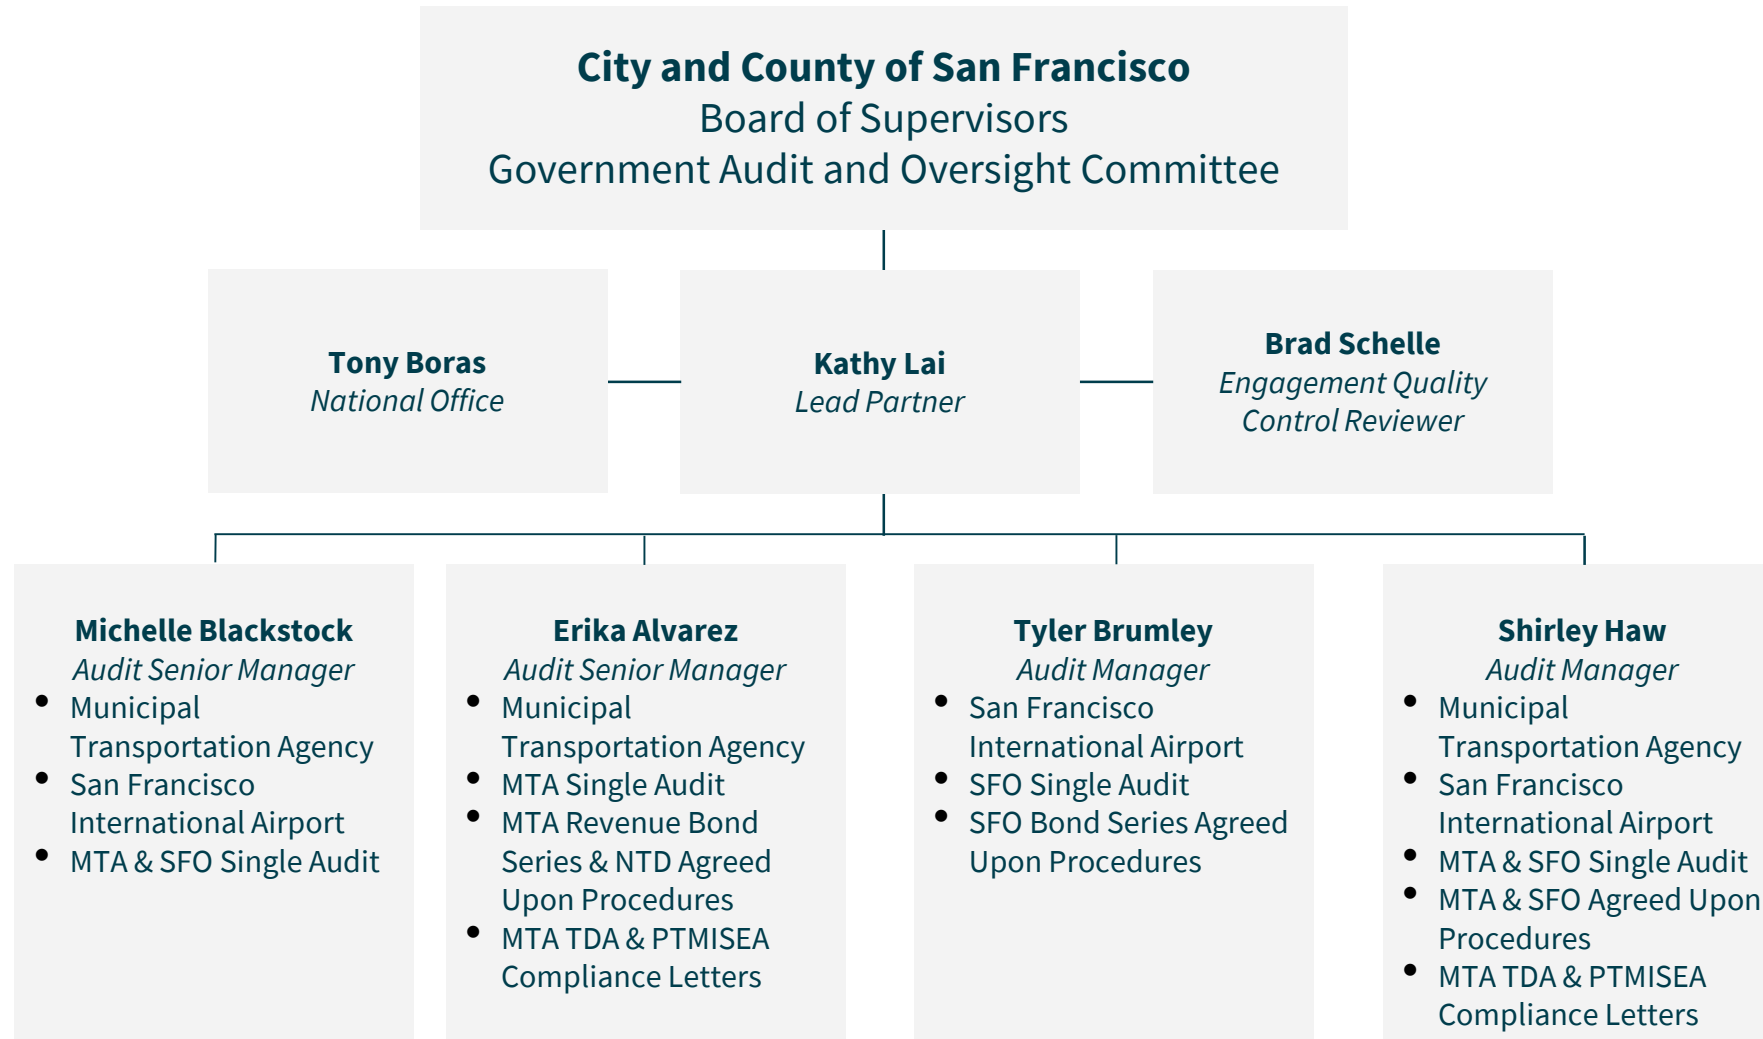 City and County of San Francisco
Board of Supervisors
Government Audit and Oversight Committee
Tony Boras
National Office
Kathy Lai
Lead Partner
Brad Schelle
Engagement Quality
Control Reviewer
Michelle Blackstock
Audit Senior Manager
• Municipal
Transportation Agency
• San Francisco
International Airport
• MTA & SFO Single Audit
Erika Alvarez
Audit Senior Manager
• Municipal
Transportation Agency
• MTA Single Audit
• MTA Revenue Bond
Series & NTD Agreed
Upon Procedures
• MTA TDA & PTMISEA
Compliance Letters
Tyler Brumley
Audit Manager
• San Francisco
International Airport
• SFO Single Audit
• SFO Bond Series Agreed
Upon Procedures
Shirley Haw
Audit Manager
• Municipal
Transportation Agency
• San Francisco
International Airport
• MTA & SFO Single Audit
• MTA & SFO Agreed Upon
Procedures
• MTA TDA & PTMISEA
Compliance Letters